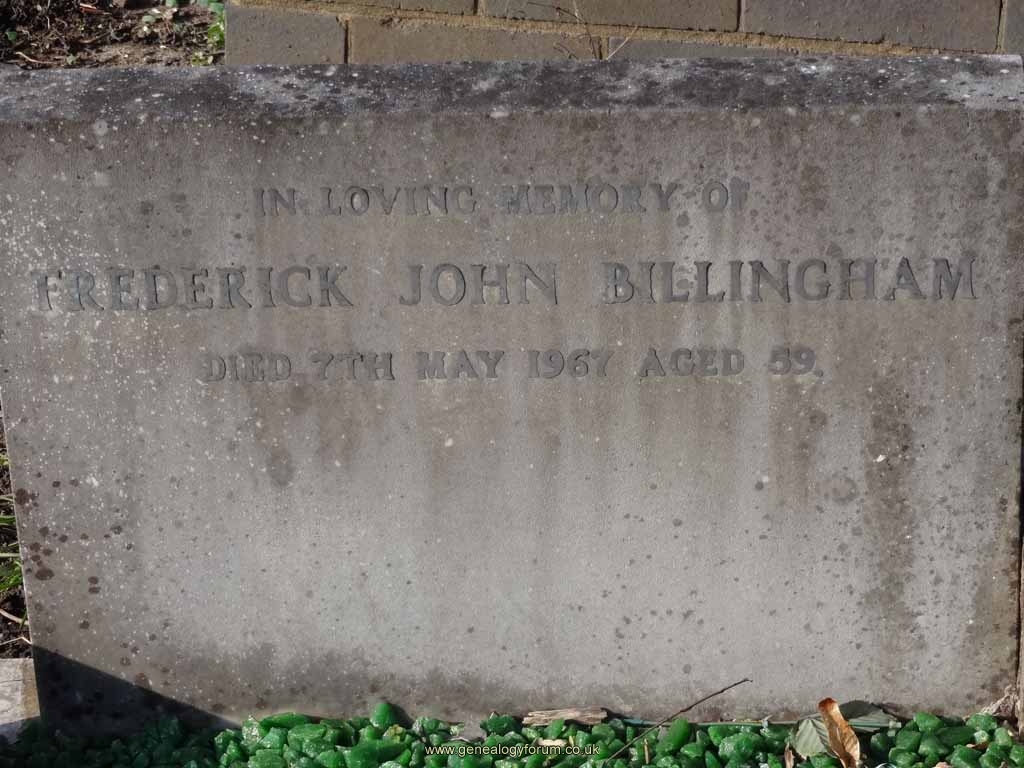 IN LOVING MEMORY OF
FREDERICK JOHN BILLINGHAM
DIED 7TH MAY 1967 AGED 59.
www.genealogyforum.co.uk